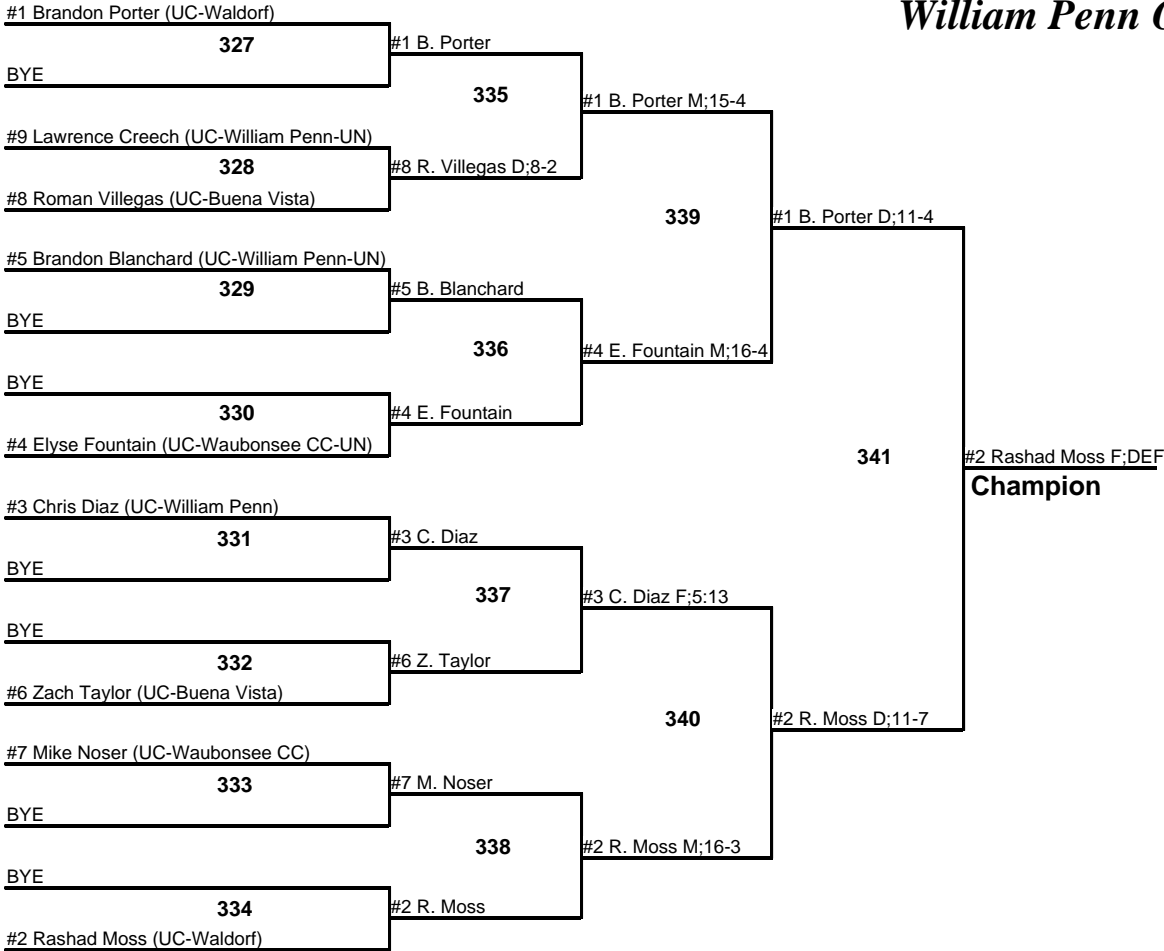 William Penn
#1 Brandon Porter (UC-Waldorf)
327
#1 B. Porter
BYE
335
#1 B. Porter M;15-4
#9 Lawrence Creech (UC-William Penn-UN)
328
#8 R. Villegas D;8-2
#8 Roman Villegas (UC-Buena Vista)
339
#1 B. Porter D;11-4
#5 Brandon Blanchard (UC-William Penn-UN)
329
#5 B. Blanchard
BYE
336
#4 E. Fountain M;16-4
BYE
330
#4 E. Fountain
#4 Elyse Fountain (UC-Waubonsee CC-UN)
341
#2 Rashad Moss F;DEF
Champion
#3 Chris Diaz (UC-William Penn)
331
#3 C. Diaz
BYE
337
#3 C. Diaz F;5:13
BYE
332
#6 Z. Taylor
#6 Zach Taylor (UC-Buena Vista)
340
#2 R. Moss D;11-7
#7 Mike Noser (UC-Waubonsee CC)
333
#7 M. Noser
BYE
338
#2 R. Moss M;16-3
BYE
334
#2 R. Moss
#2 Rashad Moss (UC-Waldorf)